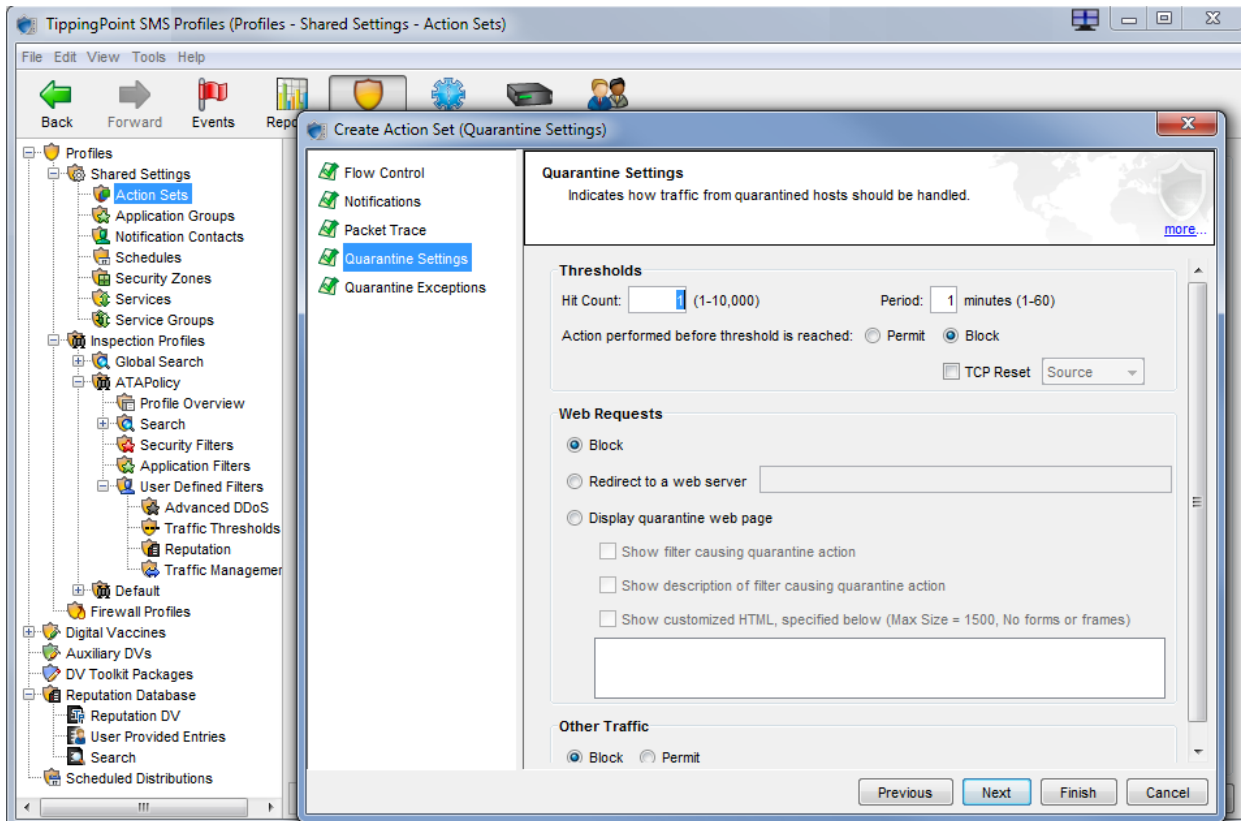 TippingPoint SMS Profiles (Profiles - Shared Settings - Action Sets)
File Edit View Tools Help
Back Forward Events
Create Action Set (Quarantine Settings)
Profiles
Shared Settings
Action Sets
Application Groups
Notification Contacts
Schedules
Security Zones
Services
Service Groups
Inspection Profiles
Global Search
ATAPolicy
Profile Overview
Search
Security Filters
Application Filters
User Defined Filters
Advanced DDoS
Traffic Thresholds
Reputation
Traffic Managemer
Default
Firewall Profiles
Digital Vaccines
Auxiliary DVs
DV Toolkit Packages
Reputation Database
Reputation DV
User Provided Entries
Search
Scheduled Distributions
Flow Control
Notifications
Packet Trace
Quarantine Settings
Quarantine Exceptions
Quarantine Settings
Indicates how traffic from quarantined hosts should be handled.
more...
Thresholds
Hit Count: 1 (1-10,000) Period: 1 minutes (1-60)
Action performed before threshold is reached: Permit Block
TCP Reset Source
Web Requests
Block
Redirect to a web server
Display quarantine web page
Show filter causing quarantine action
Show description of filter causing quarantine action
Show customized HTML, specified below (Max Size = 1500, No forms or frames)
Other Traffic
Block Permit
Previous Next Finish Cancel